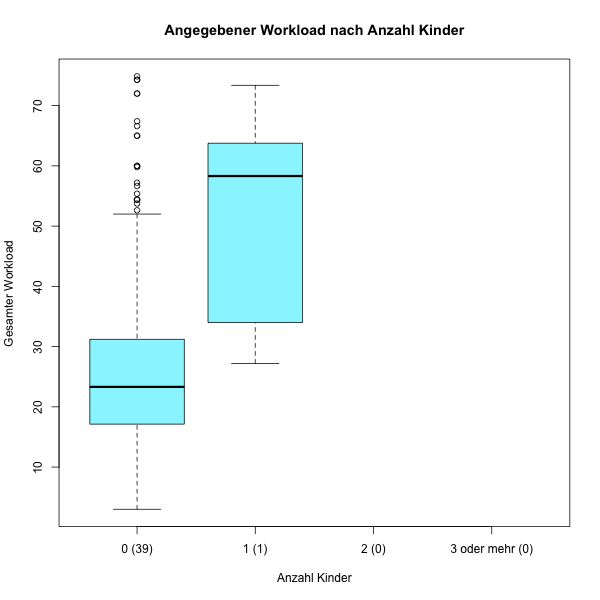 Angegebener Workload nach Anzahl Kinder
Gesamter Workload
70
60
50
40
30
20
10
0 (39)
1 (1)
2 (0)
3 oder mehr (0)
Anzahl Kinder